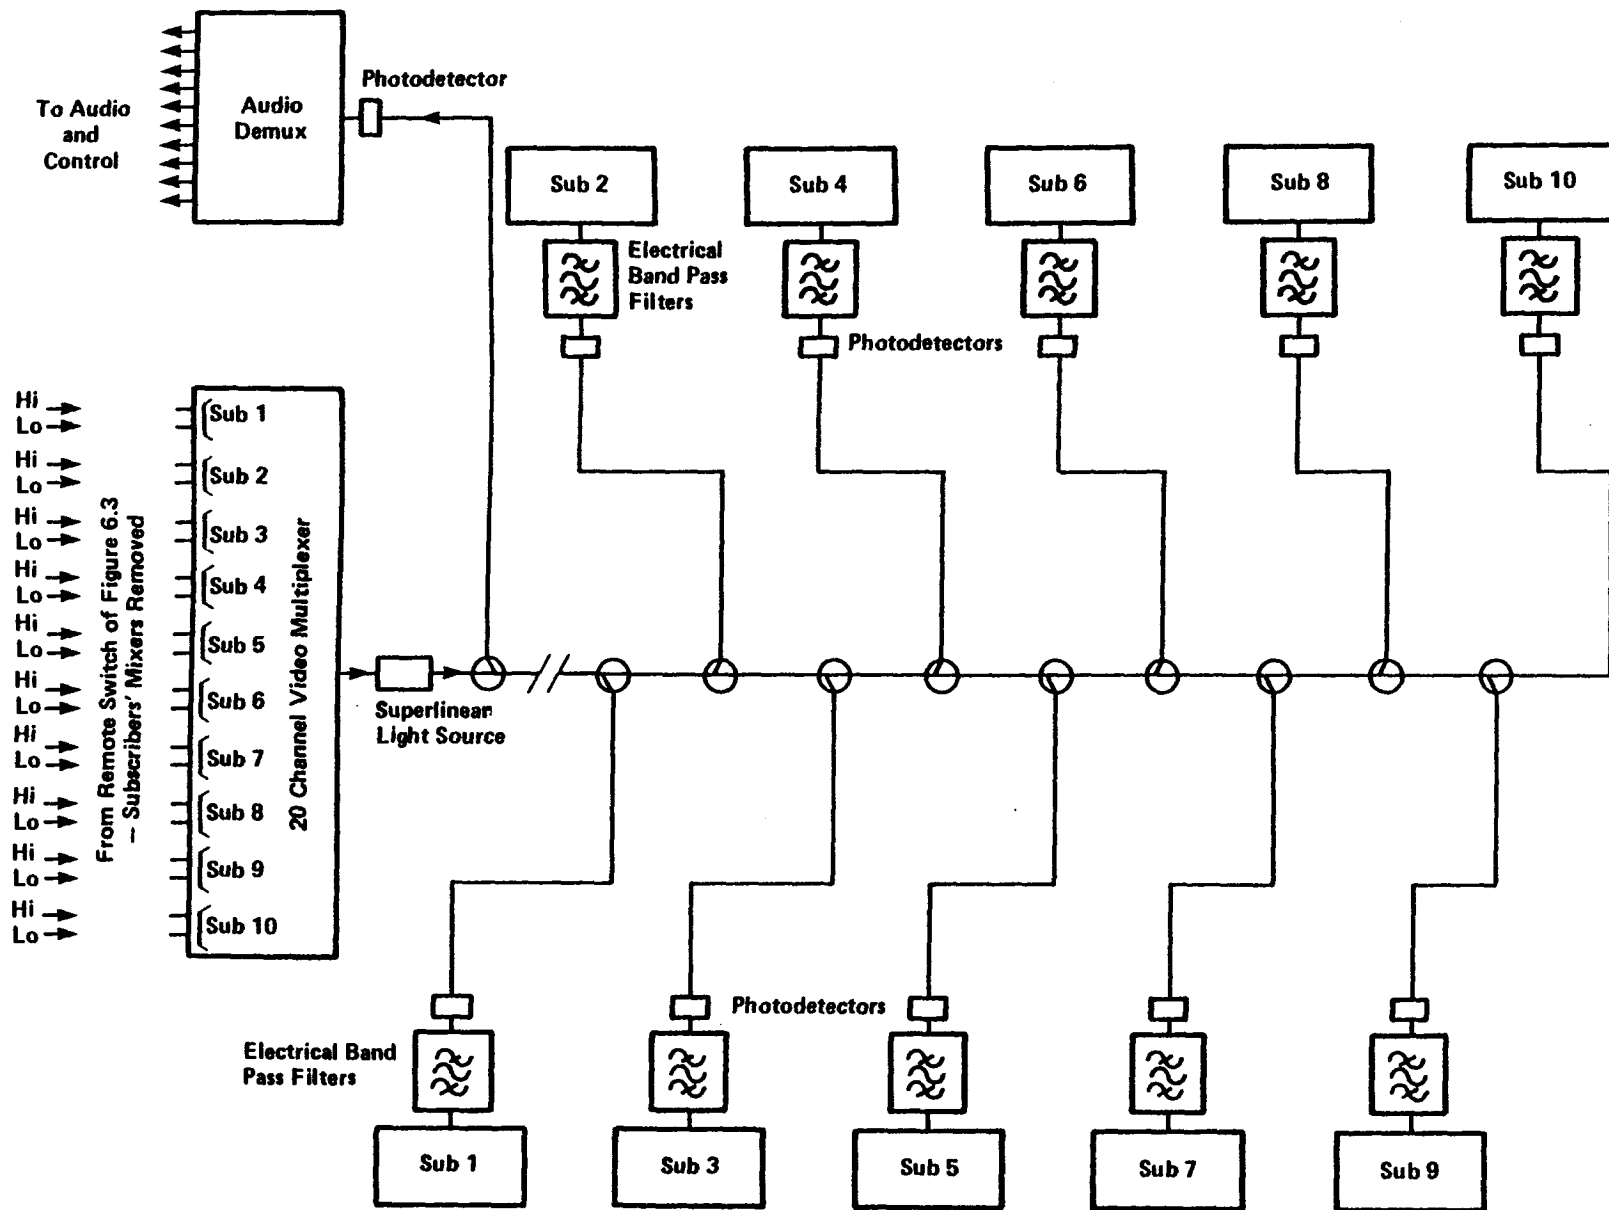 Photodetector
To Audio
and
Control
Audio
Demux
Sub 2
Sub 4
Sub 6
Sub 8
Sub 10
Electrical
Band Pass
Filters
Photodetectors
Hi
Lo
Hi
Lo
Hi
Lo
Hi
Lo
Hi
Lo
Hi
Lo
Hi
Lo
Hi
Lo
Hi
Lo
Hi
Lo
From Remote Switch of Figure 6.3
– Subscribers' Mixers Removed
Sub 1
Sub 2
Sub 3
Sub 4
Sub 5
Sub 6
Sub 7
Sub 8
Sub 9
Sub 10
20 Channel Video Multiplexer
Superlinear
Light Source
Photodetectors
Electrical Band
Pass Filters
Sub 1
Sub 3
Sub 5
Sub 7
Sub 9